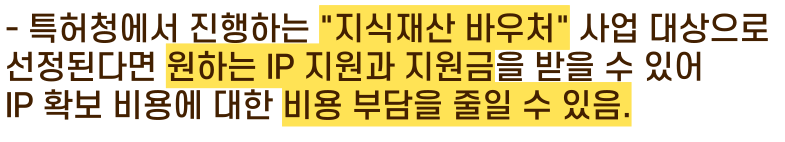 - 특허청에서 진행하는 "지식재산 바우처" 사업 대상으로
선정된다면 원하는 IP 지원과 지원금을 받을 수 있어
IP 확보 비용에 대한 비용 부담을 줄일 수 있음.